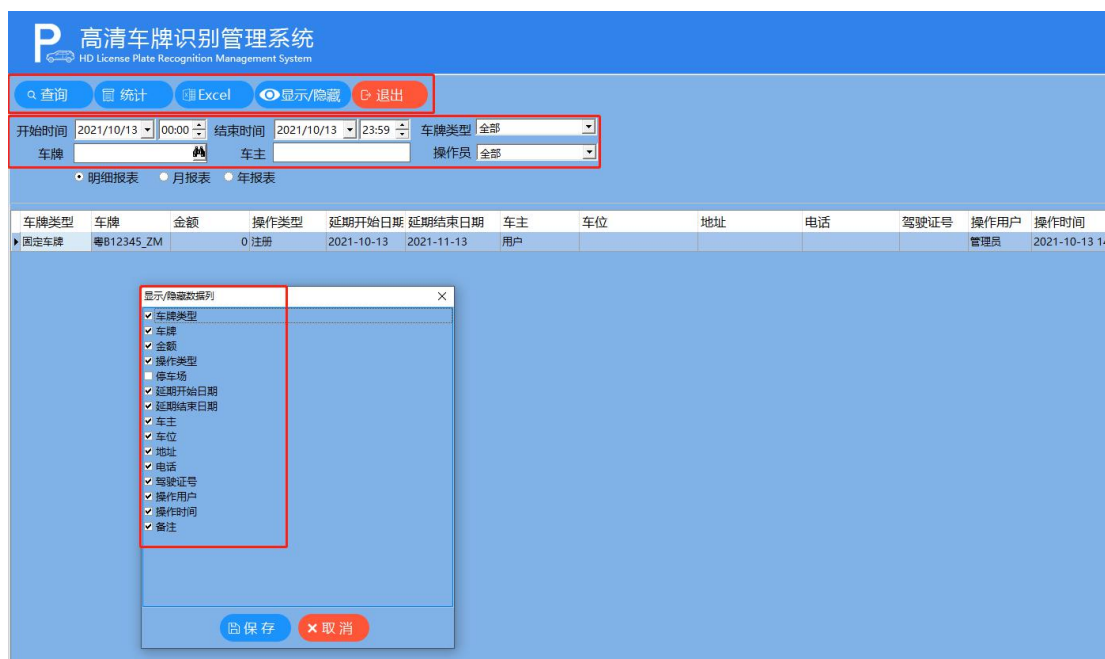 P 高清车牌识别管理系统
HD License Plate Recognition Management System
查询 统计 Excel 显示/隐藏 退出
开始时间 2021/10/13 00:00 结束时间 2021/10/13 23:59 车牌类型 全部
车牌 车主 操作员 全部
明细报表 月报表 年报表
车牌类型 车牌 金额 操作类型 延期开始日期 延期结束日期 车主 车位 地址 电话 驾驶证号 操作用户 操作时间
固定车牌 粤B12345_ZM 0 注册 2021-10-13 2021-11-13 用户 管理员 2021-10-13 14
显示/隐藏数据列
车牌类型
车牌
金额
操作类型
停车场
延期开始日期
延期结束日期
车主
车位
地址
电话
驾驶证号
操作用户
操作时间
备注
保存 取消